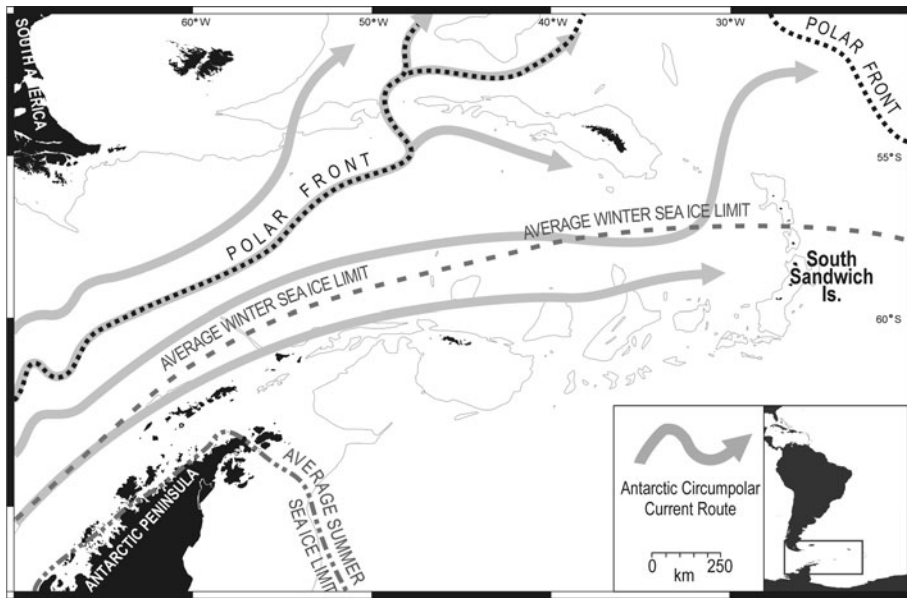 60°W
50°W
40°W
30°W
SOUTH AMERICA
POLAR FRONT
POLAR FRONT
55°S
AVERAGE WINTER SEA ICE LIMIT
AVERAGE WINTER SEA ICE LIMIT
South
Sandwich
Is.
60°S
AVERAGE SUMMER
SEA ICE LIMIT
ANTARCTIC PENINSULA
Antarctic Circumpolar
Current Route
0 250
km